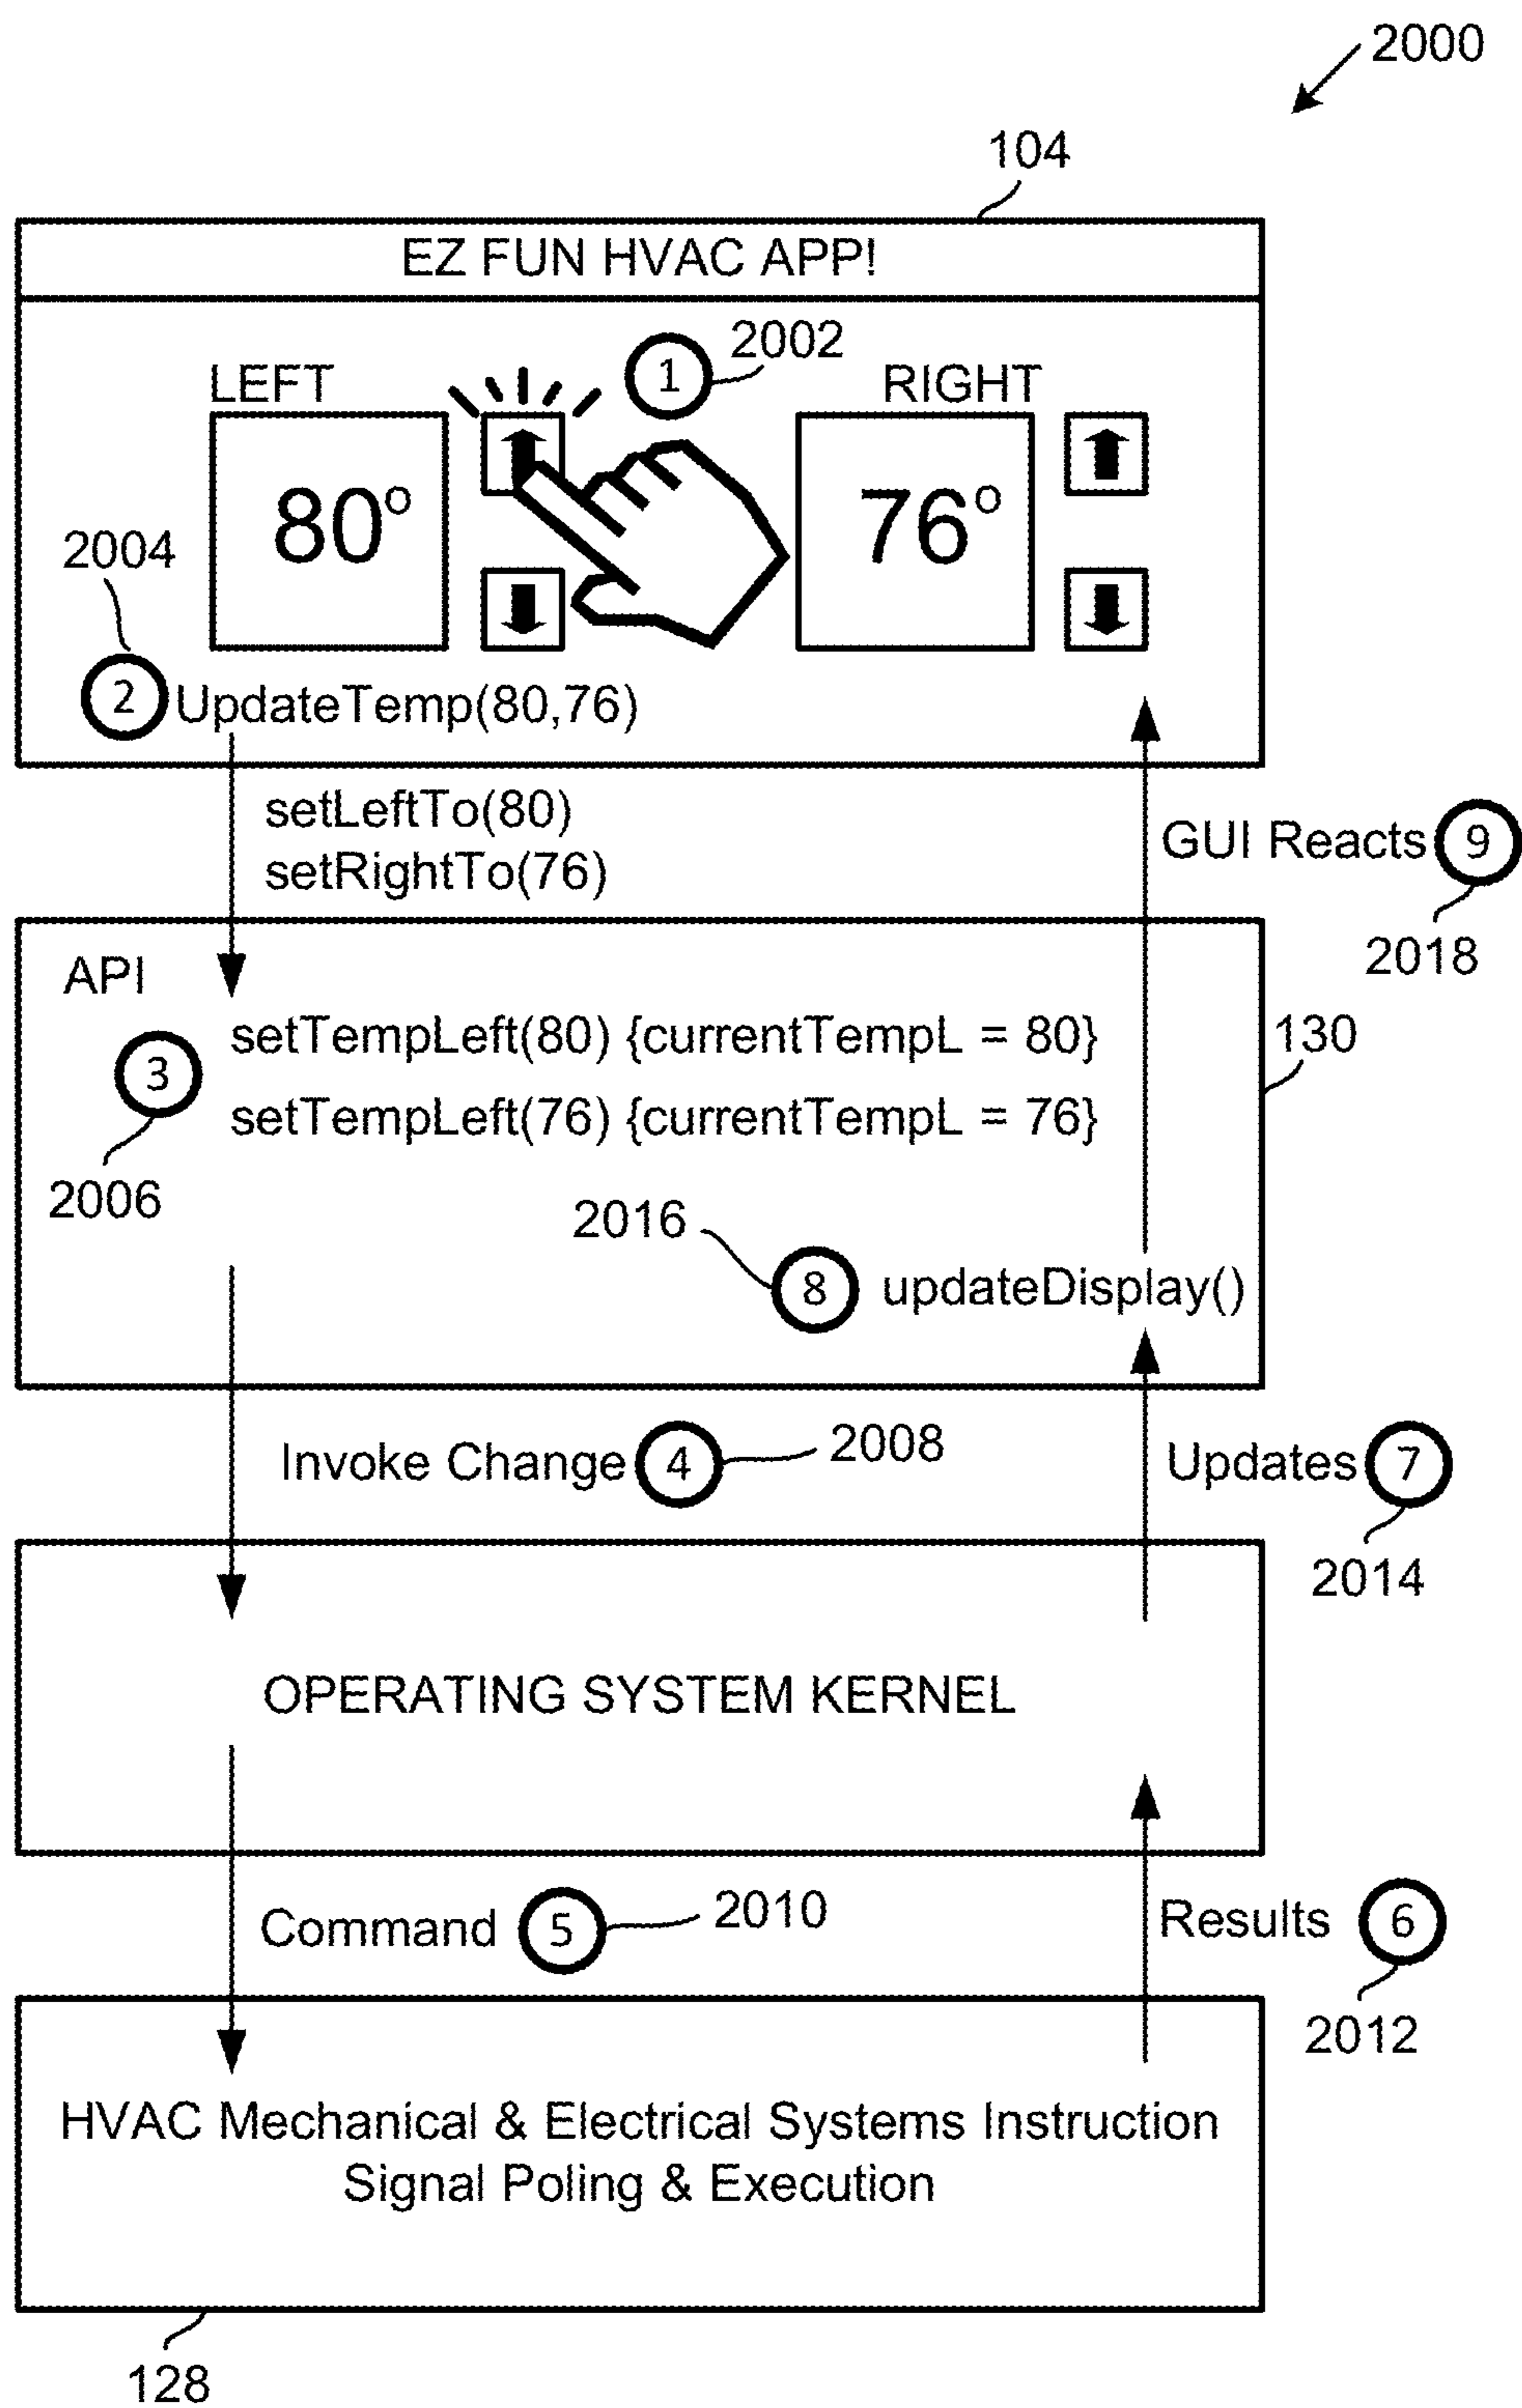 2000
104
EZ FUN HVAC APP!
1 2002
LEFT
RIGHT
80°
76°
2004
2 UpdateTemp(80,76)
setLeftTo(80)
setRightTo(76)
GUI Reacts 9
2018
API
130
3
setTempLeft(80) {currentTempL = 80}
setTempLeft(76) {currentTempL = 76}
2006
2016
8 updateDisplay()
Invoke Change 4 2008
Updates 7
2014
OPERATING SYSTEM KERNEL
Command 5 2010
Results 6
2012
HVAC Mechanical & Electrical Systems Instruction
Signal Poling & Execution
128